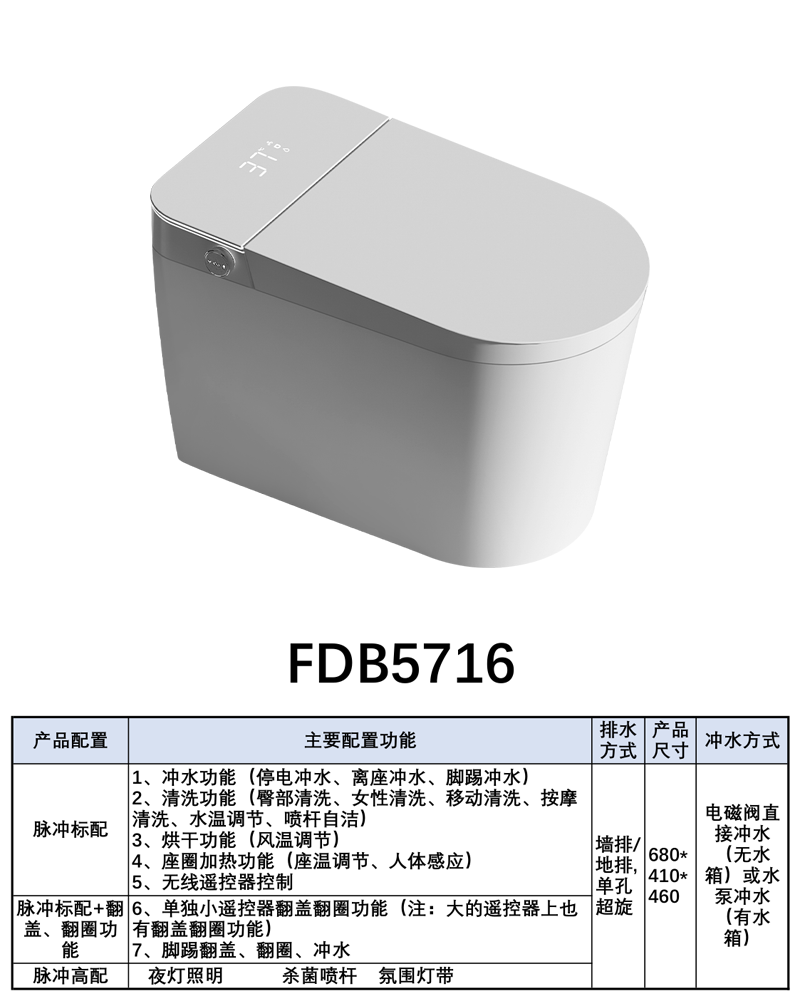 37
FDB5716
产品配置 主要配置功能 排水方式 产品尺寸 冲水方式
脉冲标配
1、冲水功能（停电冲水、离座冲水、脚踢冲水）
2、清洗功能（臀部清洗、女性清洗、移动清洗、按摩
清洗、水温调节、喷杆自洁）
3、烘干功能（风温调节）
4、座圈加热功能（座温调节、人体感应）
5、无线遥控器控制
脉冲标配+翻
盖、翻圈功
能
6、单独小遥控器翻盖翻圈功能（注：大的遥控器上也
有翻盖翻圈功能）
7、脚踢翻盖、翻圈、冲水
脉冲高配
夜灯照明 杀菌喷杆 氛围灯带
墙排/
地排,
单孔
超旋
680*
410*
460
电磁阀直
接冲水
（无水
箱）或水
泵冲水
（有水
箱）